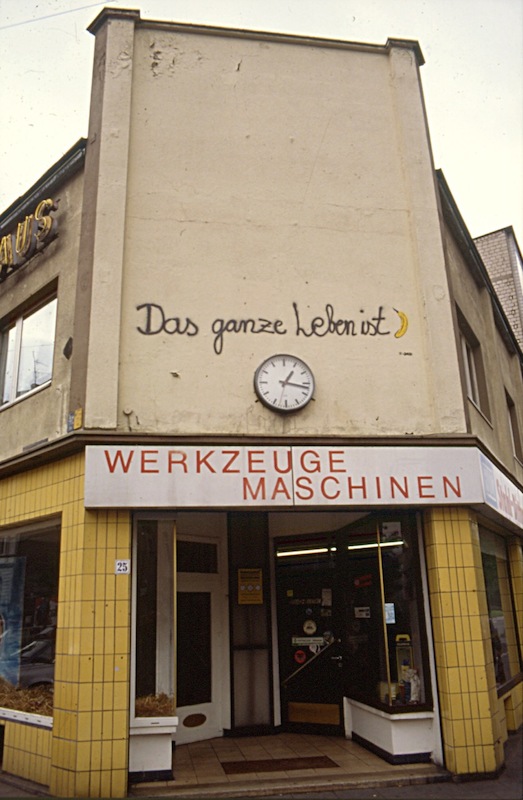 Das ganze Leben ist
WERKZEUGE
MASCHINEN
25